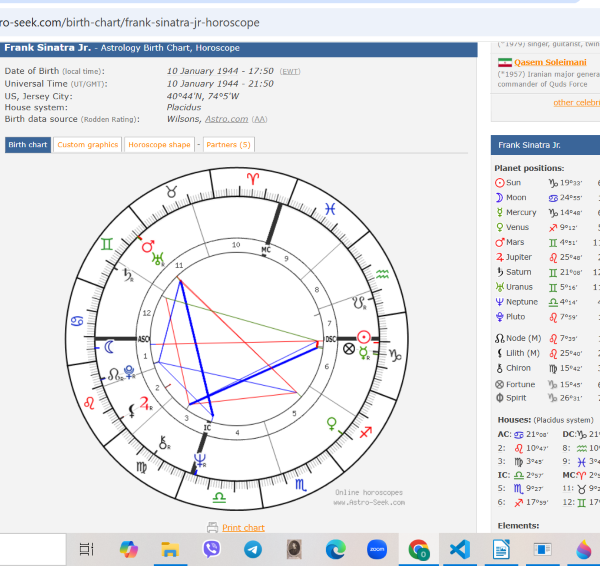 ro-seek.com/birth-chart/frank-sinatra-jr-horoscope
Frank Sinatra Jr. - Astrology Birth Chart, Horoscope
Date of Birth (local time): 10 January 1944 - 17:50 (EWT)
Universal Time (UT/GMT): 10 January 1944 - 21:50
US, Jersey City: 40°44'N, 74°5'W
House system: Placidus
Birth data source (Rodden Rating): Wilsons, Astro.com (AA)
Birth chart
Custom graphics
Horoscope shape
-
Partners (5)
MC
10
9
11
8
12
7
ASC
DSC
1
6
2
3
4
5
IC
R
R
R
R
R
Online horoscopes
www.Astro-Seek.com
Print chart
(*1979) singer, guitarist, twin
Qasem Soleimani
(*1957) Iranian major genera
commander of Quds Force
other celebri
Frank Sinatra Jr.
Planet positions:
Sun ♑ 19°33'
Moon ♋ 24°55'
Mercury ♑ 14°48'
Venus ♐ 9°12'
Mars ♊ 4°51' 1
Jupiter ♌ 25°48'
Saturn ♊ 21°08' 12
Uranus ♊ 5°16' 11
Neptune ♎ 4°14'
Pluto ♌ 7°59'
Node (M) ♌ 7°39'
Lilith (M) ♌ 25°40'
Chiron ♍ 15°42'
Fortune ♑ 15°45'
Spirit ♑ 26°31'
Houses: (Placidus system)
AC: ♋ 21°08' DC: ♑ 21°
2: ♌ 10°47' 8: ♒ 10°
3: ♍ 3°45' 9: ♓ 3°4
IC: ♎ 2°57' MC: ♈ 2°5
5: ♏ 9°27' 11: ♉ 9°2
6: ♐ 17°59' 12: ♊ 17°
Elements:
zoom